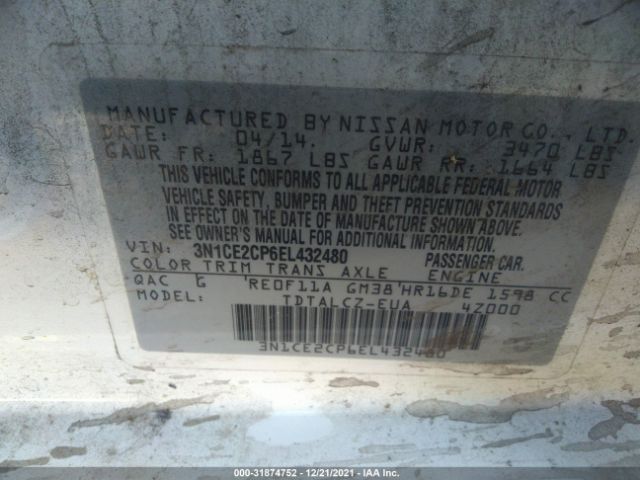 MANUFACTURED BY NISSAN MOTOR CO., LTD.
DATE: 04/14. GVWR: 3470 LBS
GAWR FR: 1867 LBS GAWR RR: 1664 LBS
THIS VEHICLE CONFORMS TO ALL APPLICABLE FEDERAL MOTOR
VEHICLE SAFETY, BUMPER AND THEFT PREVENTION STANDARDS
IN EFFECT ON THE DATE OF MANUFACTURE SHOWN ABOVE.
SEE OWNER'S MANUAL FOR ADDITIONAL INFORMATION.
VIN: 3N1CE2CP6EL432480 PASSENGER CAR.
COLOR TRIM TRANS AXLE ENGINE
QAC G RE0F11A GM38 HR16DE 1598 CC
MODEL: TDTALCZ-EUA 4Z000
3N1CE2CP6EL432480
000-31874752 — 12/21/2021 — IAA Inc.